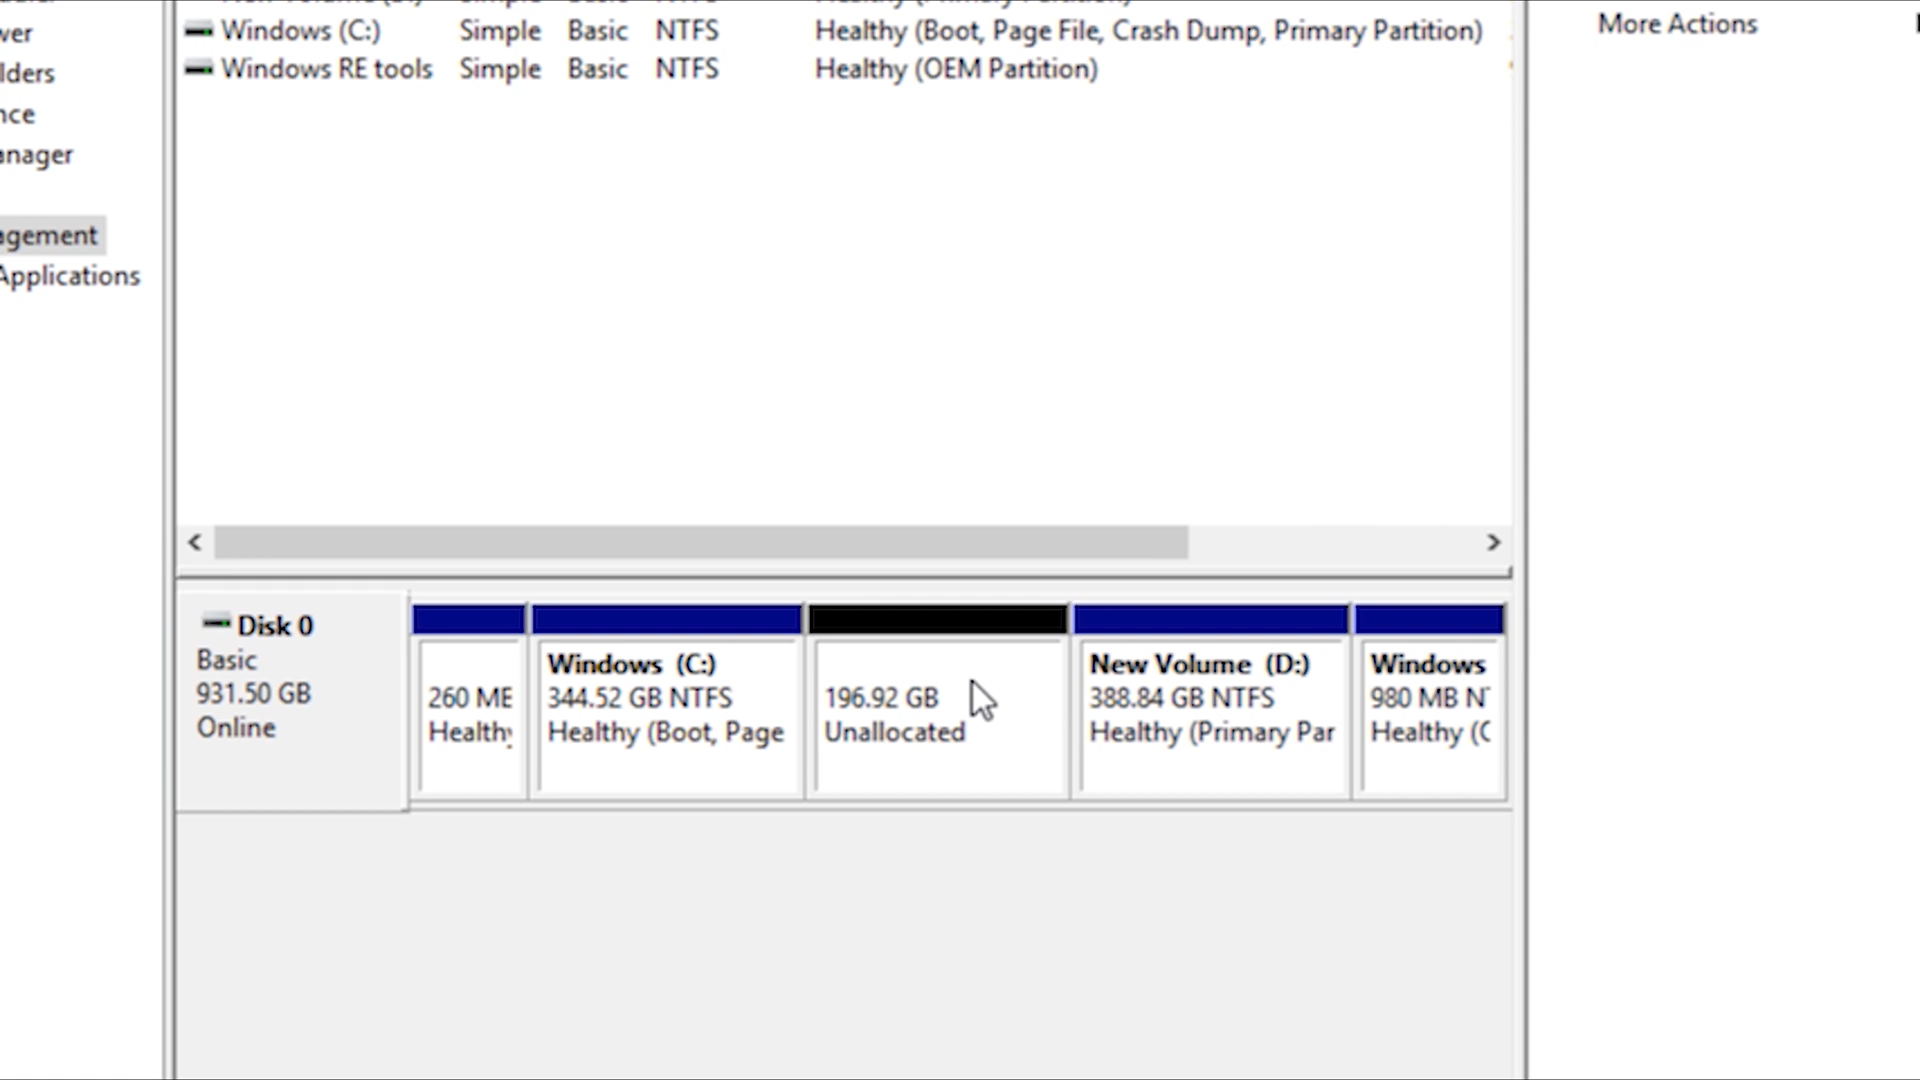 Windows (C:) Simple Basic NTFS Healthy (Boot, Page File, Crash Dump, Primary Partition)
Windows RE tools Simple Basic NTFS Healthy (OEM Partition)
More Actions
wer
lders
nce
anager
agement
Applications
Disk 0
Basic
931.50 GB
Online
260 MB
Healthy
Windows (C:)
344.52 GB NTFS
Healthy (Boot, Page
196.92 GB
Unallocated
New Volume (D:)
388.84 GB NTFS
Healthy (Primary Par
Windows
980 MB N
Healthy (